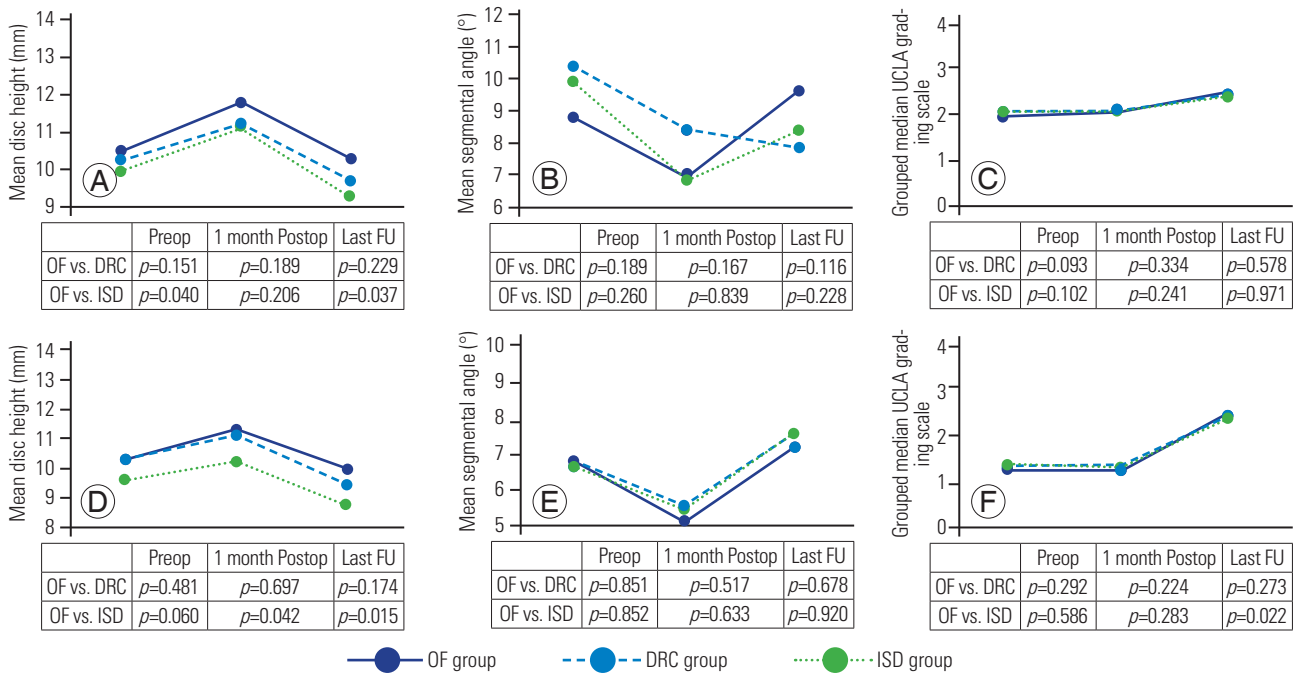 Mean disc height (mm)
14
13
12
11
10
9
A
Preop 1 month Postop Last FU
OF vs. DRC p=0.151 p=0.189 p=0.229
OF vs. ISD p=0.040 p=0.206 p=0.037
Mean segmental angle (°)
12
11
10
9
8
7
6
B
Preop 1 month Postop Last FU
OF vs. DRC p=0.189 p=0.167 p=0.116
OF vs. ISD p=0.260 p=0.839 p=0.228
Grouped median UCLA grad-
ing scale
4
3
2
1
0
C
Preop 1 month Postop Last FU
OF vs. DRC p=0.093 p=0.334 p=0.578
OF vs. ISD p=0.102 p=0.241 p=0.971
Mean disc height (mm)
14
13
12
11
10
9
8
D
Preop 1 month Postop Last FU
OF vs. DRC p=0.481 p=0.697 p=0.174
OF vs. ISD p=0.060 p=0.042 p=0.015
Mean segmental angle (°)
10
9
8
7
6
5
E
Preop 1 month Postop Last FU
OF vs. DRC p=0.851 p=0.517 p=0.678
OF vs. ISD p=0.852 p=0.633 p=0.920
Grouped median UCLA grad-
ing scale
4
3
2
1
0
F
Preop 1 month Postop Last FU
OF vs. DRC p=0.292 p=0.224 p=0.273
OF vs. ISD p=0.586 p=0.283 p=0.022
OF group DRC group ISD group